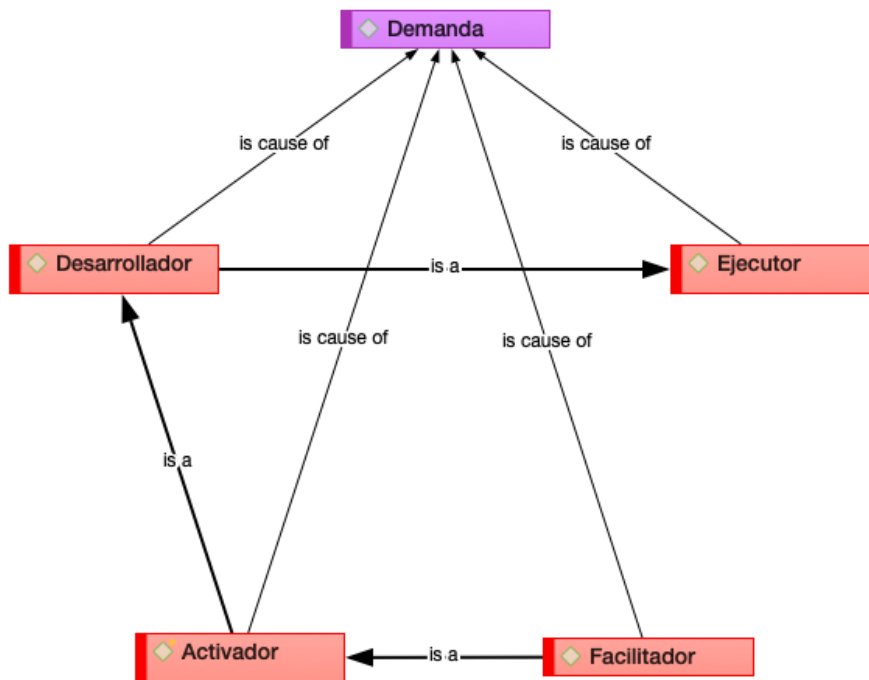 Demanda
is cause of
is cause of
Desarrollador
is a
Ejecutor
is cause of
is cause of
is a
Activador
is a
Facilitador